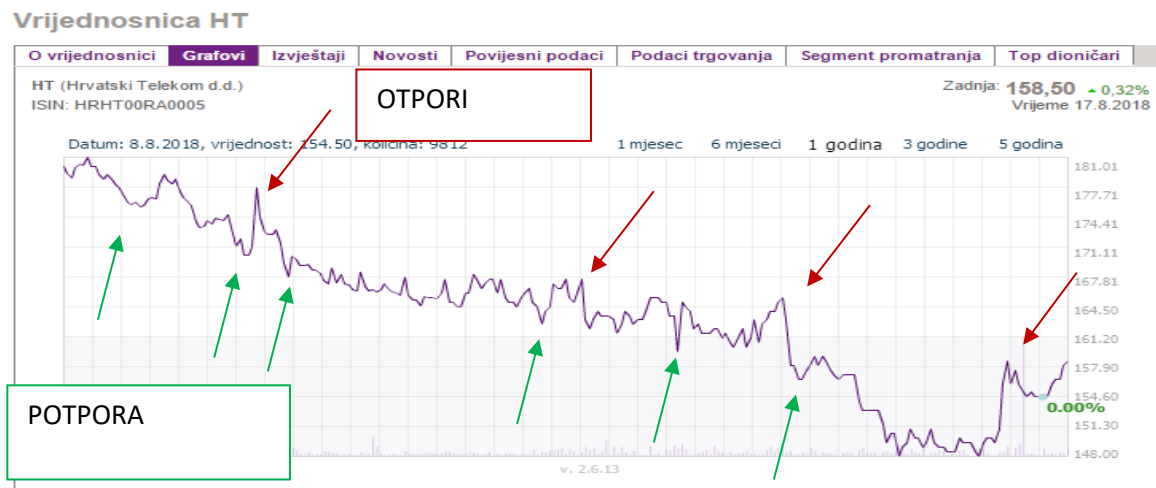 Vrijednosnica HT
O vrijednosnici Grafovi Izvještaji Novosti Povijesni podaci Podaci trgovanja Segment promatranja Top dioničari
HT (Hrvatski Telekom d.d.)
ISIN: HRHT00RA0005
Zadnja: 158,50 0,32%
Vrijeme 17.8.2018
OTPORI
Datum: 8.8.2018, vrijednost: 154.50, količina: 9812
1 mjesec 6 mjeseci 1 godina 3 godine 5 godina
181.01
177.71
174.41
171.11
167.81
164.50
161.20
157.90
154.60
0.00%
151.30
148.00
POTPORA
v. 2.6.13